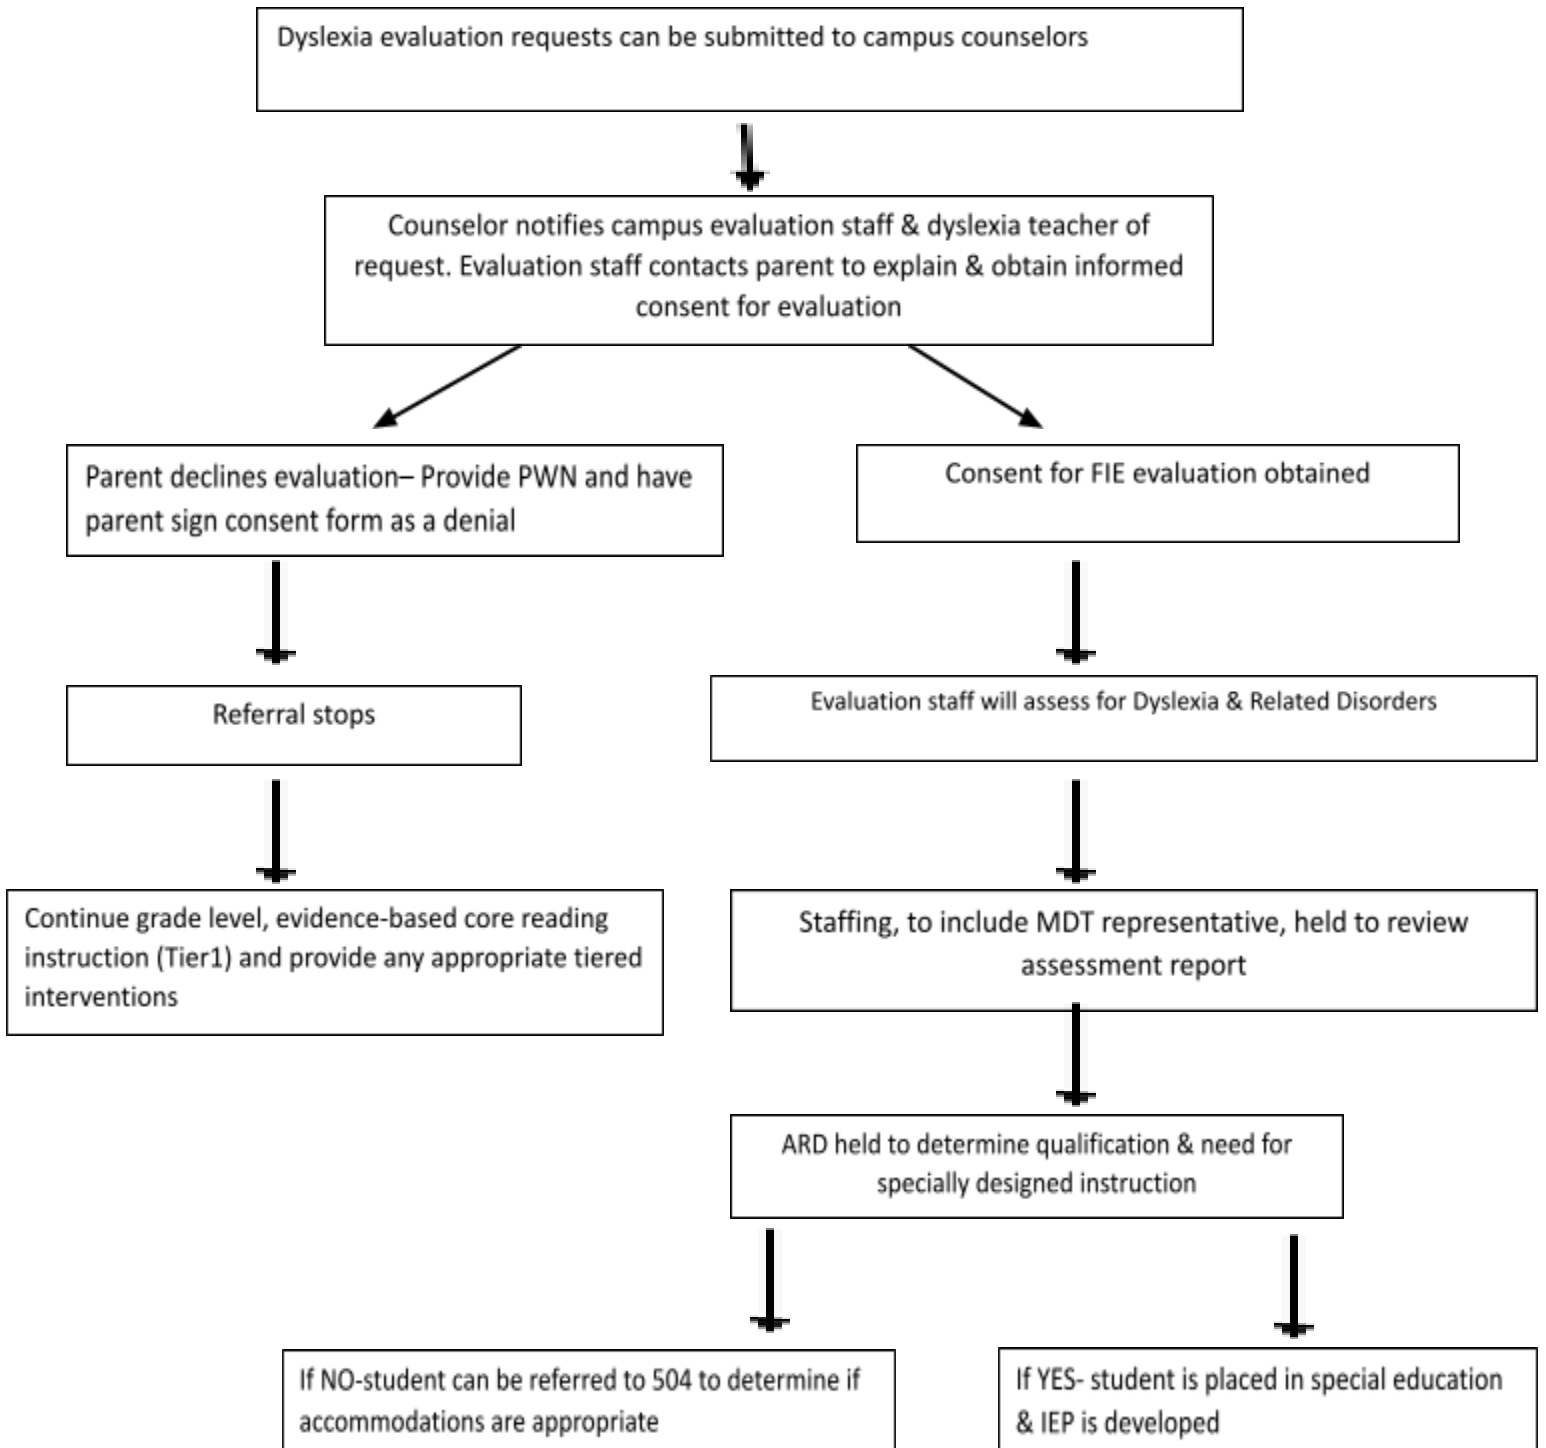 Dyslexia evaluation requests can be submitted to campus counselors
Counselor notifies campus evaluation staff & dyslexia teacher of
request. Evaluation staff contacts parent to explain & obtain informed
consent for evaluation
Parent declines evaluation– Provide PWN and have
parent sign consent form as a denial
Consent for FIE evaluation obtained
Referral stops
Evaluation staff will assess for Dyslexia & Related Disorders
Continue grade level, evidence-based core reading
instruction (Tier1) and provide any appropriate tiered
interventions
Staffing, to include MDT representative, held to review
assessment report
ARD held to determine qualification & need for
specially designed instruction
If NO-student can be referred to 504 to determine if
accommodations are appropriate
If YES- student is placed in special education
& IEP is developed